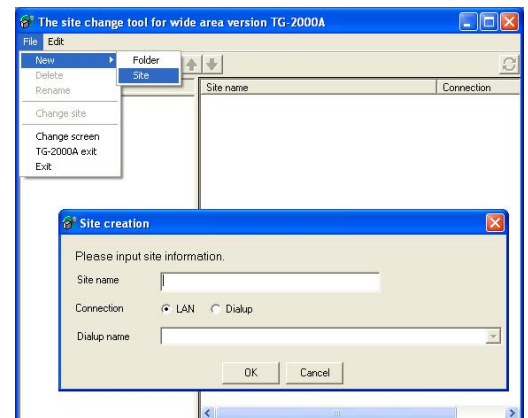 The site change tool for wide area version TG-2000A
File Edit
New Folder
Delete Site
Rename
Site name Connection
Change site
Change screen
TG-2000A exit
Exit
Site creation
Please input site information.
Site name
Connection LAN Dialup
Dialup name
OK Cancel